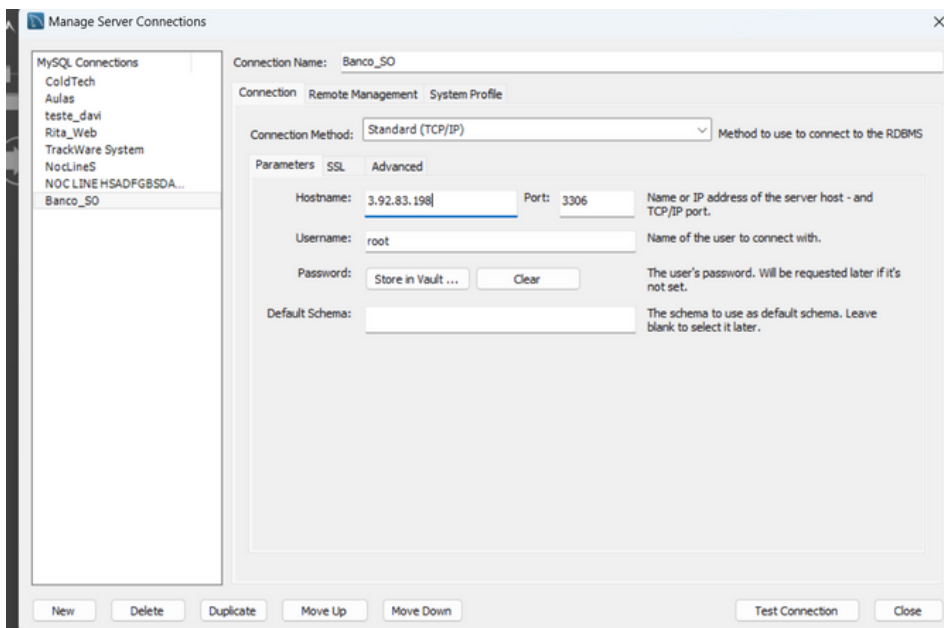 Manage Server Connections
MySQL Connections
ColdTech
Aulas
teste_davi
Rita_Web
TrackWare System
NocLineS
NOC LINE HSADFGBSDA...
Banco_SO
Connection Name: Banco_SO
Connection Remote Management System Profile
Connection Method: Standard (TCP/IP) Method to use to connect to the RDBMS
Parameters SSL Advanced
Hostname: 3.92.83.198 Port: 3306 Name or IP address of the server host - and
TCP/IP port.
Username: root Name of the user to connect with.
Password: Store in Vault ... Clear The user's password. Will be requested later if it's
not set.
Default Schema: The schema to use as default schema. Leave
blank to select it later.
New Delete Duplicate Move Up Move Down Test Connection Close